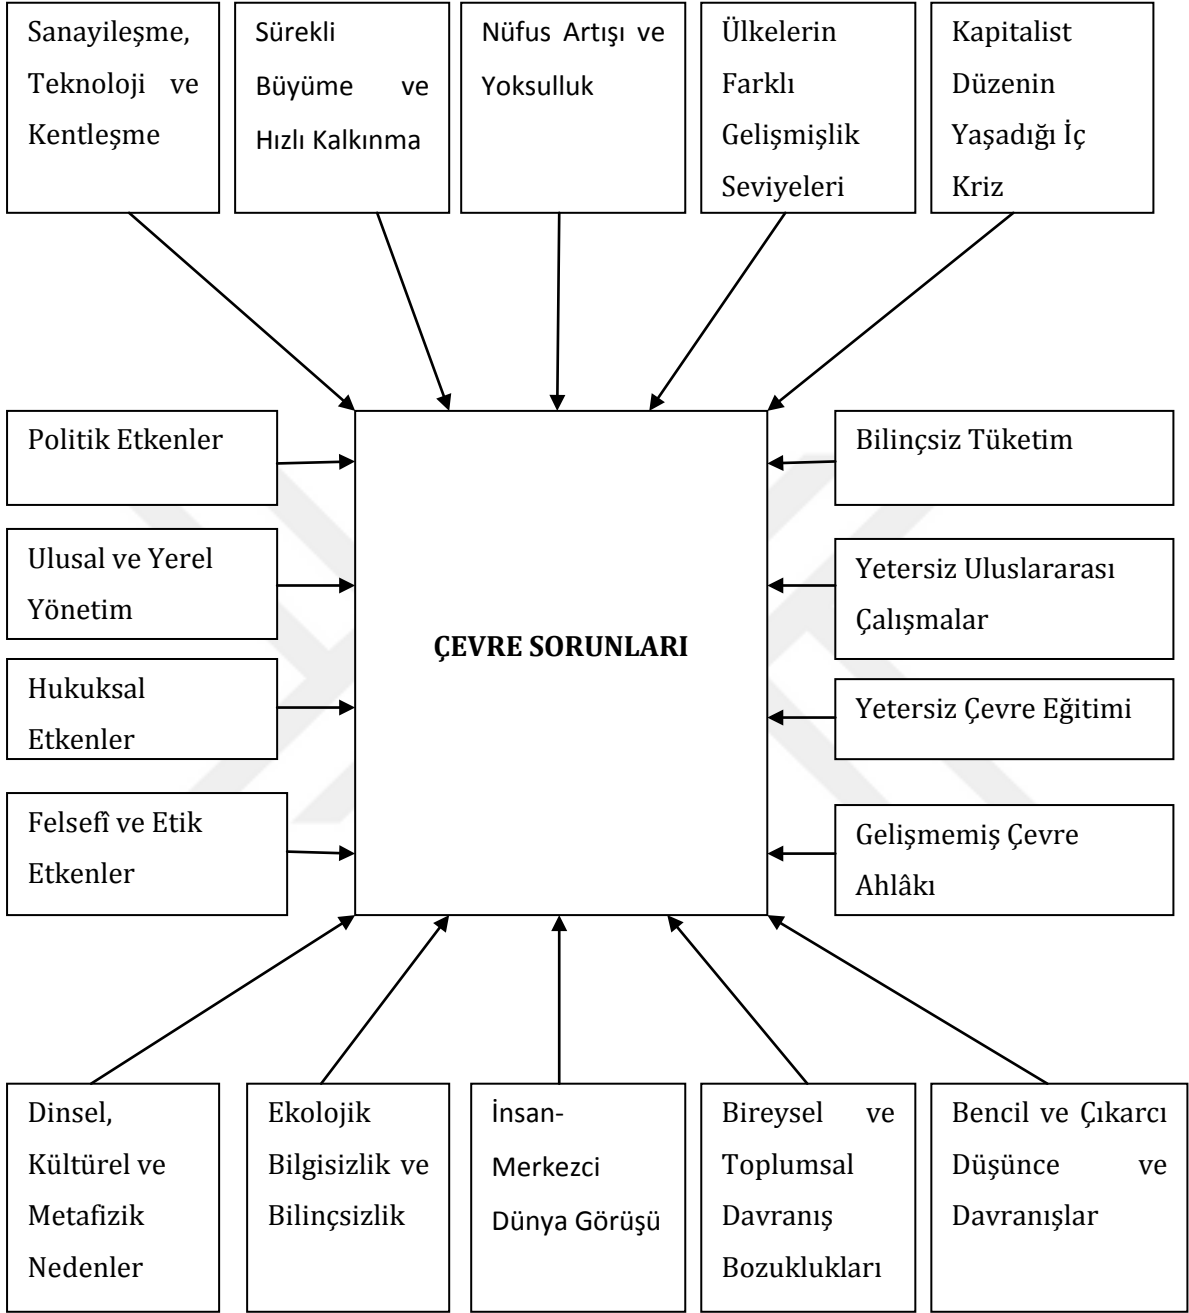 Sanayileşme,
Teknoloji ve
Kentleşme
Sürekli
Büyüme ve
Hızlı Kalkınma
Nüfus Artışı ve
Yoksulluk
Ülkelerin
Farklı
Gelişmişlik
Seviyeleri
Kapitalist
Düzenin
Yaşadığı İç
Kriz
Politik Etkenler
Ulusal ve Yerel
Yönetim
Hukuksal
Etkenler
Felsefî ve Etik
Etkenler
ÇEVRE SORUNLARI
Bilinçsiz Tüketim
Yetersiz Uluslararası
Çalışmalar
Yetersiz Çevre Eğitimi
Gelişmemiş Çevre
Ahlâkı
Dinsel,
Kültürel ve
Metafizik
Nedenler
Ekolojik
Bilgisizlik ve
Bilinçsizlik
İnsan-
Merkezci
Dünya Görüşü
Bireysel ve
Toplumsal
Davranış
Bozuklukları
Bencil ve Çıkarcı
Düşünce ve
Davranışlar